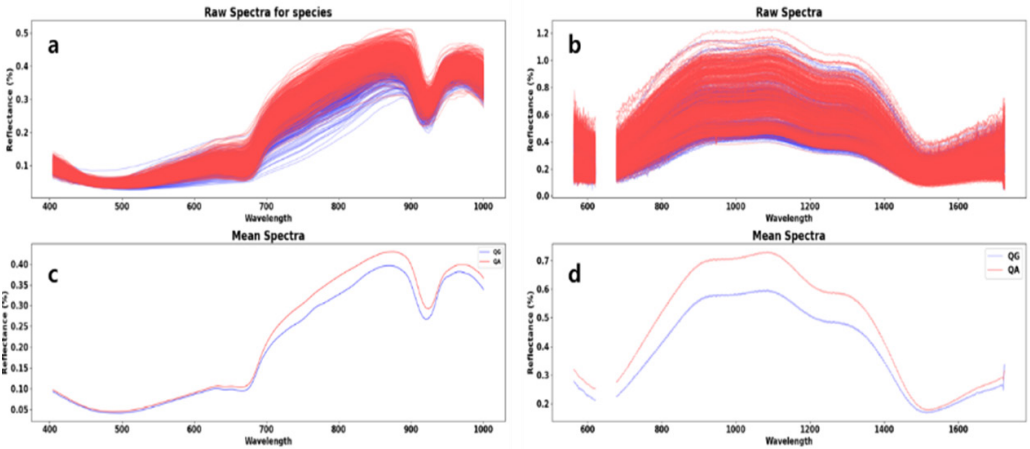 Raw Spectra for species
a
0.5
0.4
0.3
0.2
0.1
Reflectance (%)
400 500 600 700 800 900 1000
Wavelength
Raw Spectra
b
1.2
1.0
0.8
0.6
0.4
0.2
0.0
Reflectance (%)
600 800 1000 1200 1400 1600
Wavelength
Mean Spectra
c
QG
QA
0.40
0.35
0.30
0.25
0.20
0.15
0.10
0.05
Reflectance (%)
400 500 600 700 800 900 1000
Wavelength
Mean Spectra
d
QG
QA
0.7
0.6
0.5
0.4
0.3
0.2
Reflectance (%)
600 800 1000 1200 1400 1600
Wavelength